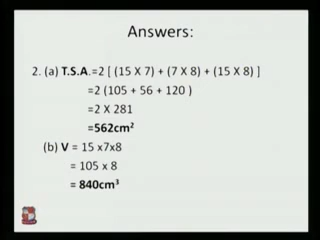 Answers:
2. (a) T.S.A.=2 [ (15 X 7) + (7 X 8) + (15 X 8) ]
=2 (105 + 56 + 120 )
=2 X 281
=562cm²
(b) V = 15 x7x8
= 105 x 8
= 840cm³